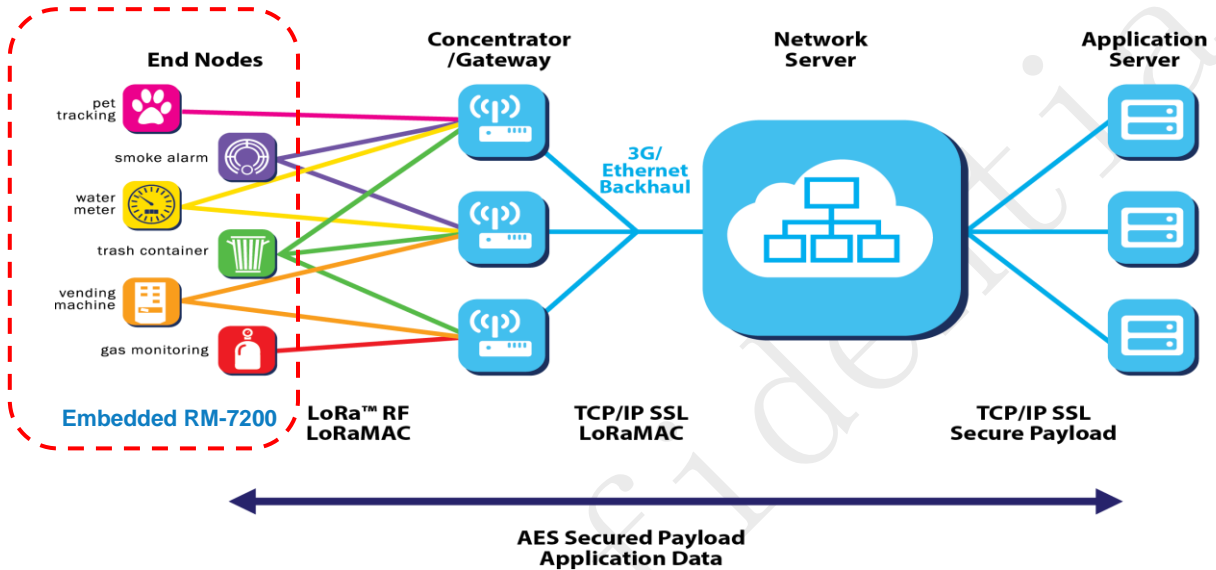 End Nodes
Concentrator
/Gateway
Network
Server
Application
Server
pet
tracking
smoke alarm
water
meter
trash container
vending
machine
gas monitoring
3G/
Ethernet
Backhaul
Embedded RM-7200
LoRa™ RF
LoRaMAC
TCP/IP SSL
LoRaMAC
TCP/IP SSL
Secure Payload
AES Secured Payload
Application Data